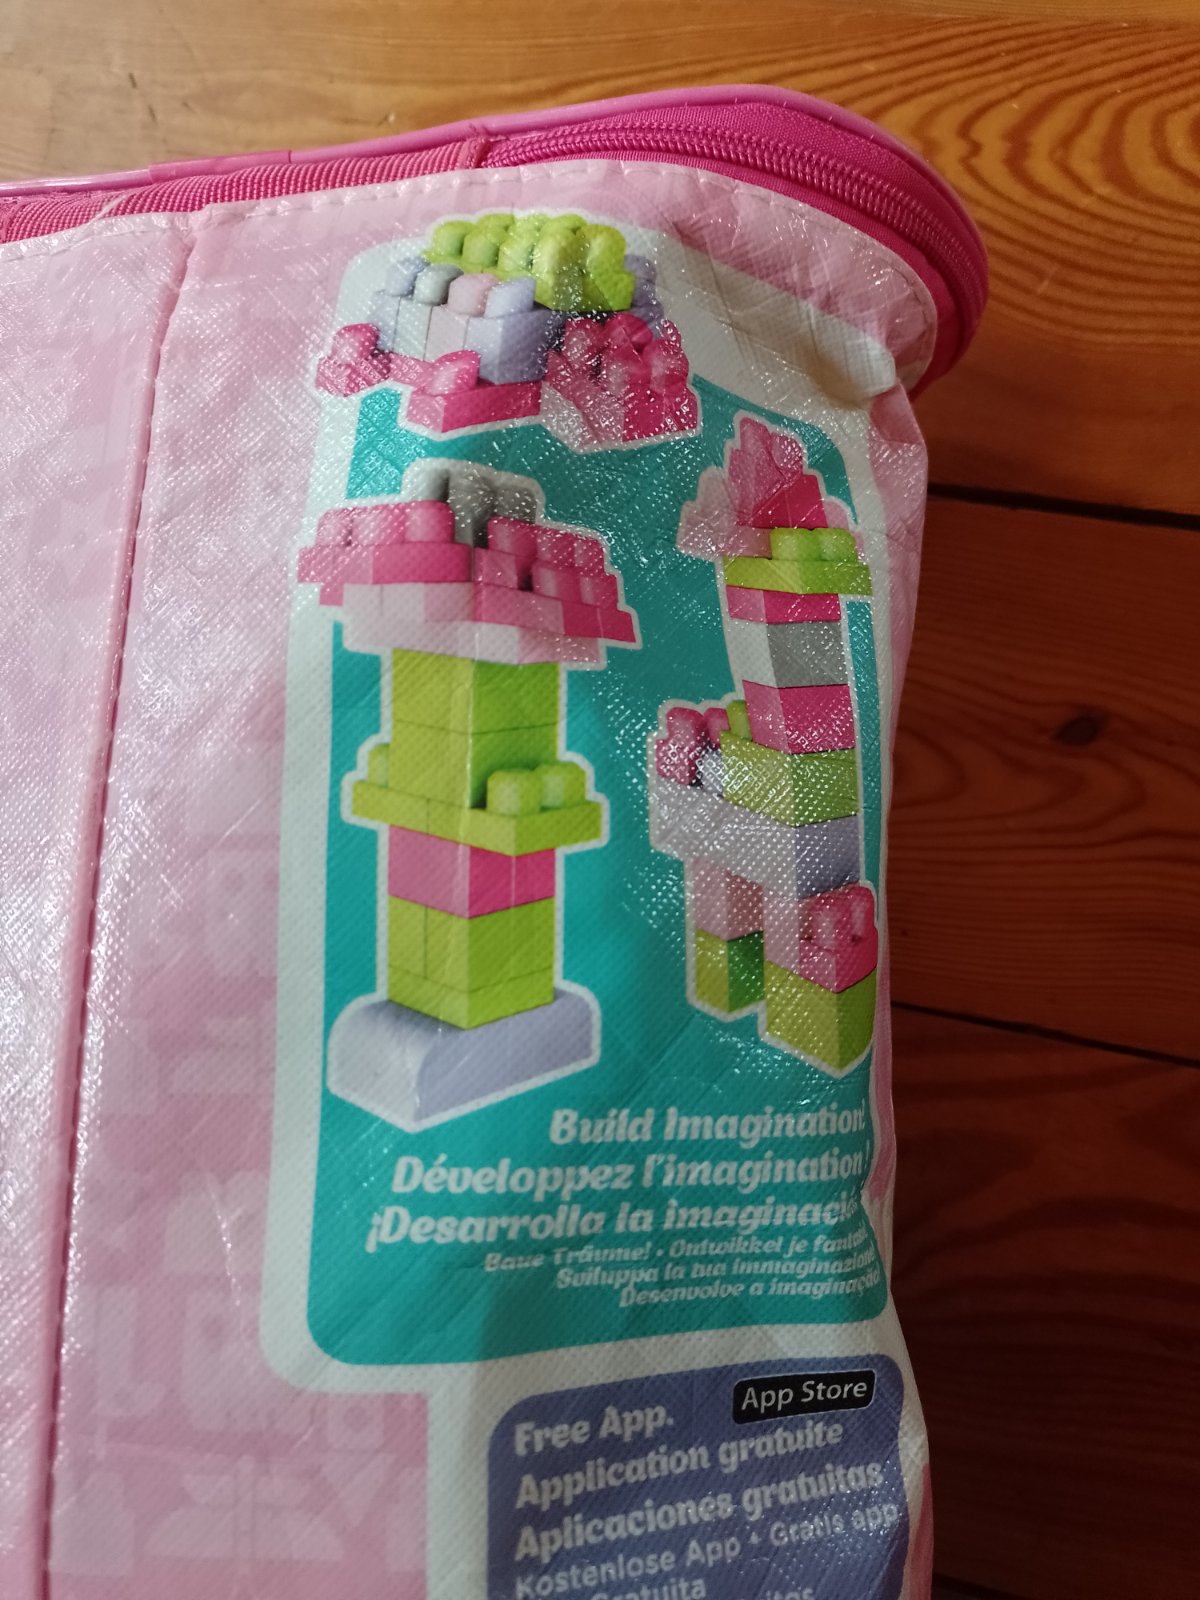 Build Imagination!
Développez l'imagination !
¡Desarrolla la
Baue Träume! • Ontwikkel je
Sviluppa la tua immaginazione!
Desenvolve a imaginação!
App Store
Free App.
Application gratuite
Aplicaciones gratuitas
Kostenlose App • Gratis app
Gratuita